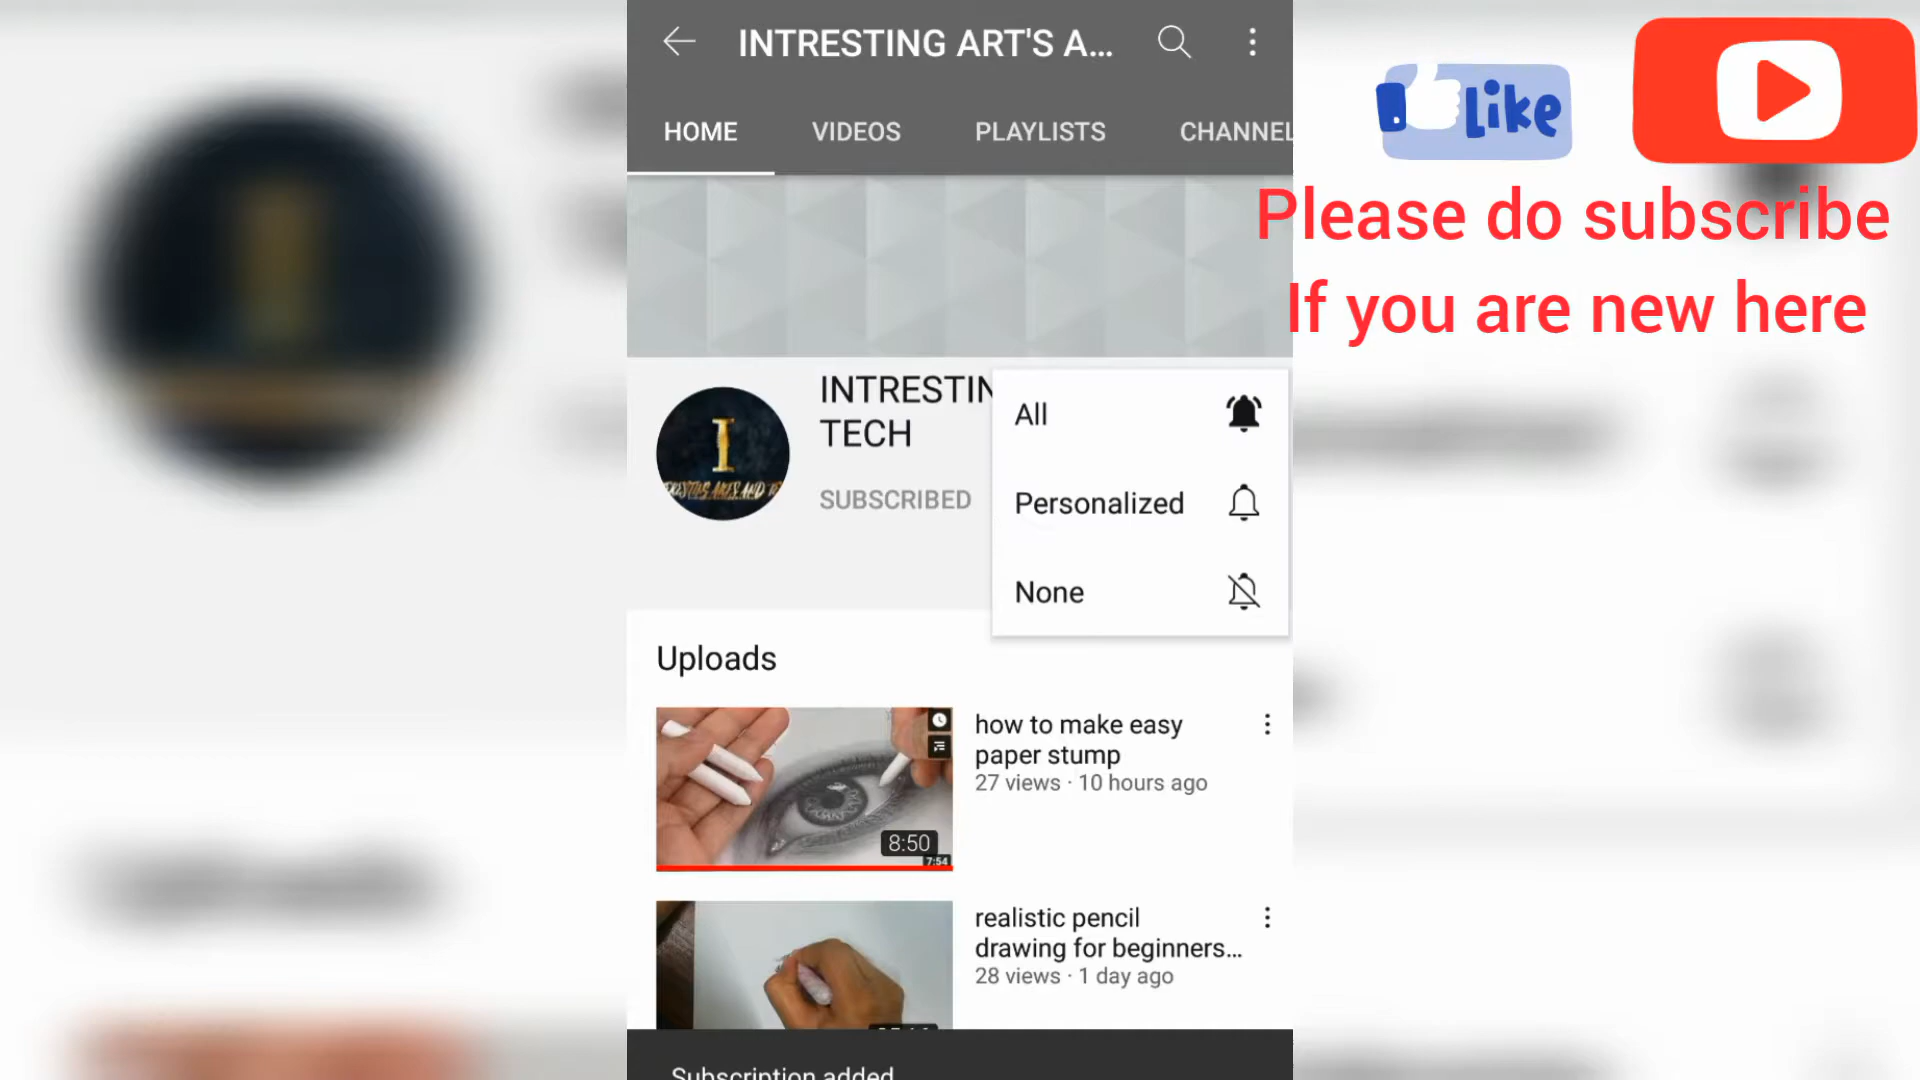 INTRESTING ART'S A...
HOME
VIDEOS
PLAYLISTS
CHANNEL
Like
Please do subscribe
If you are new here
INTRESTIN
TECH
SUBSCRIBED
All
Personalized
None
I
Uploads
how to make easy
paper stump
27 views · 10 hours ago
8:50
7:54
realistic pencil
drawing for beginners...
28 views · 1 day ago
Subscription added